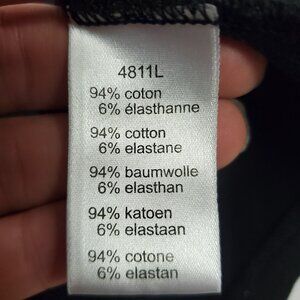 4811L
94% coton
6% élasthanne
94% cotton
6% elastane
94% baumwolle
6% elasthan
94% katoen
6% elastaan
94% cotone
6% elastan